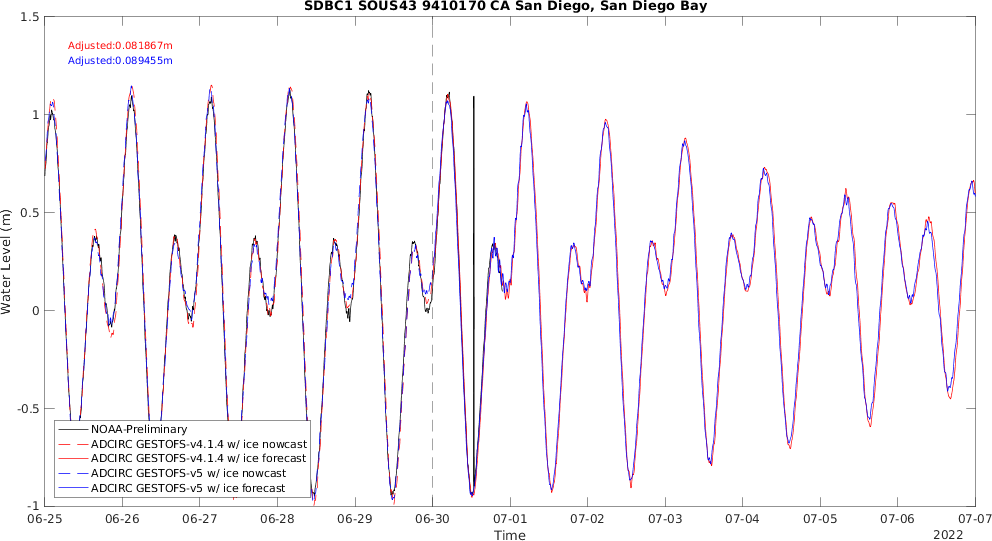 SDBC1 SOUS43 9410170 CA San Diego, San Diego Bay
1.5
Adjusted:0.081867m
Adjusted:0.089455m
1
0.5
0
-0.5
-1
Water Level (m)
NOAA-Preliminary
ADCIRC GESTOFS-v4.1.4 w/ ice nowcast
ADCIRC GESTOFS-v4.1.4 w/ ice forecast
ADCIRC GESTOFS-v5 w/ ice nowcast
ADCIRC GESTOFS-v5 w/ ice forecast
06-25 06-26 06-27 06-28 06-29 06-30 07-01 07-02 07-03 07-04 07-05 07-06 07-07
Time
2022